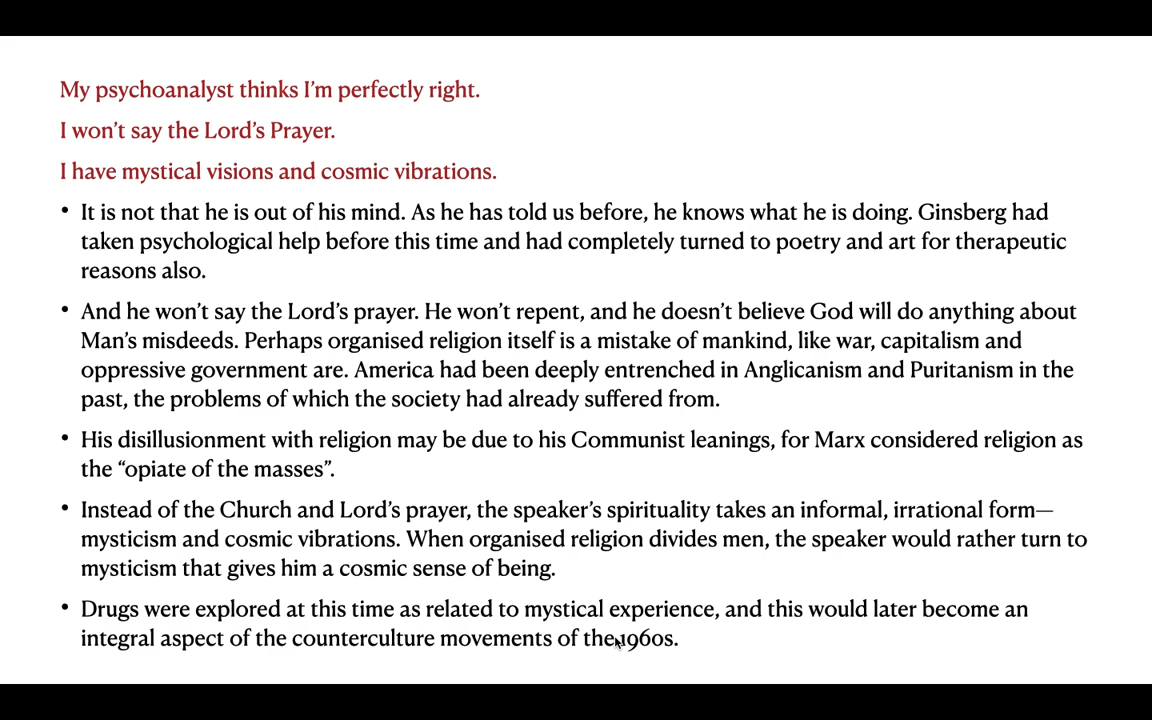 My psychoanalyst thinks I’m perfectly right.
I won’t say the Lord’s Prayer.
I have mystical visions and cosmic vibrations.
• It is not that he is out of his mind. As he has told us before, he knows what he is doing. Ginsberg had
taken psychological help before this time and had completely turned to poetry and art for therapeutic
reasons also.
• And he won’t say the Lord’s prayer. He won’t repent, and he doesn’t believe God will do anything about
Man’s misdeeds. Perhaps organised religion itself is a mistake of mankind, like war, capitalism and
oppressive government are. America had been deeply entrenched in Anglicanism and Puritanism in the
past, the problems of which the society had already suffered from.
• His disillusionment with religion may be due to his Communist leanings, for Marx considered religion as
the “opiate of the masses”.
• Instead of the Church and Lord’s prayer, the speaker’s spirituality takes an informal, irrational form—
mysticism and cosmic vibrations. When organised religion divides men, the speaker would rather turn to
mysticism that gives him a cosmic sense of being.
• Drugs were explored at this time as related to mystical experience, and this would later become an
integral aspect of the counterculture movements of the 1960s.